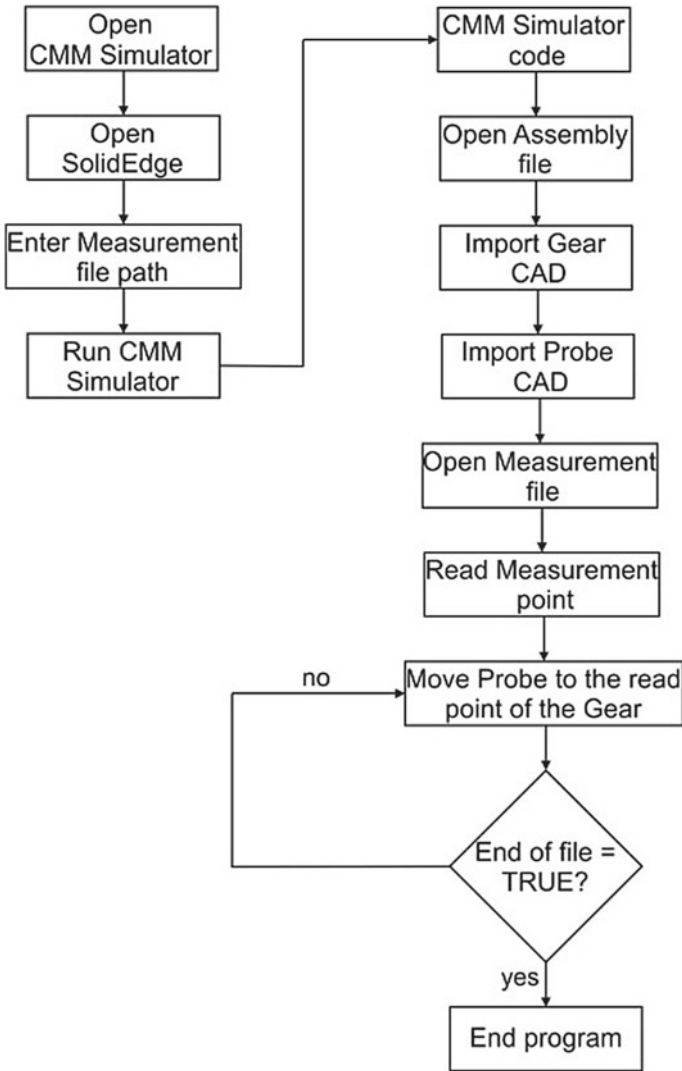 Open
CMM Simulator
Open
SolidEdge
Enter Measurement
file path
Run CMM
Simulator
CMM Simulator
code
Open Assembly
file
Import Gear
CAD
Import Probe
CAD
Open Measurement
file
Read Measurement
point
Move Probe to the read
point of the Gear
no
End of file =
TRUE?
yes
End program